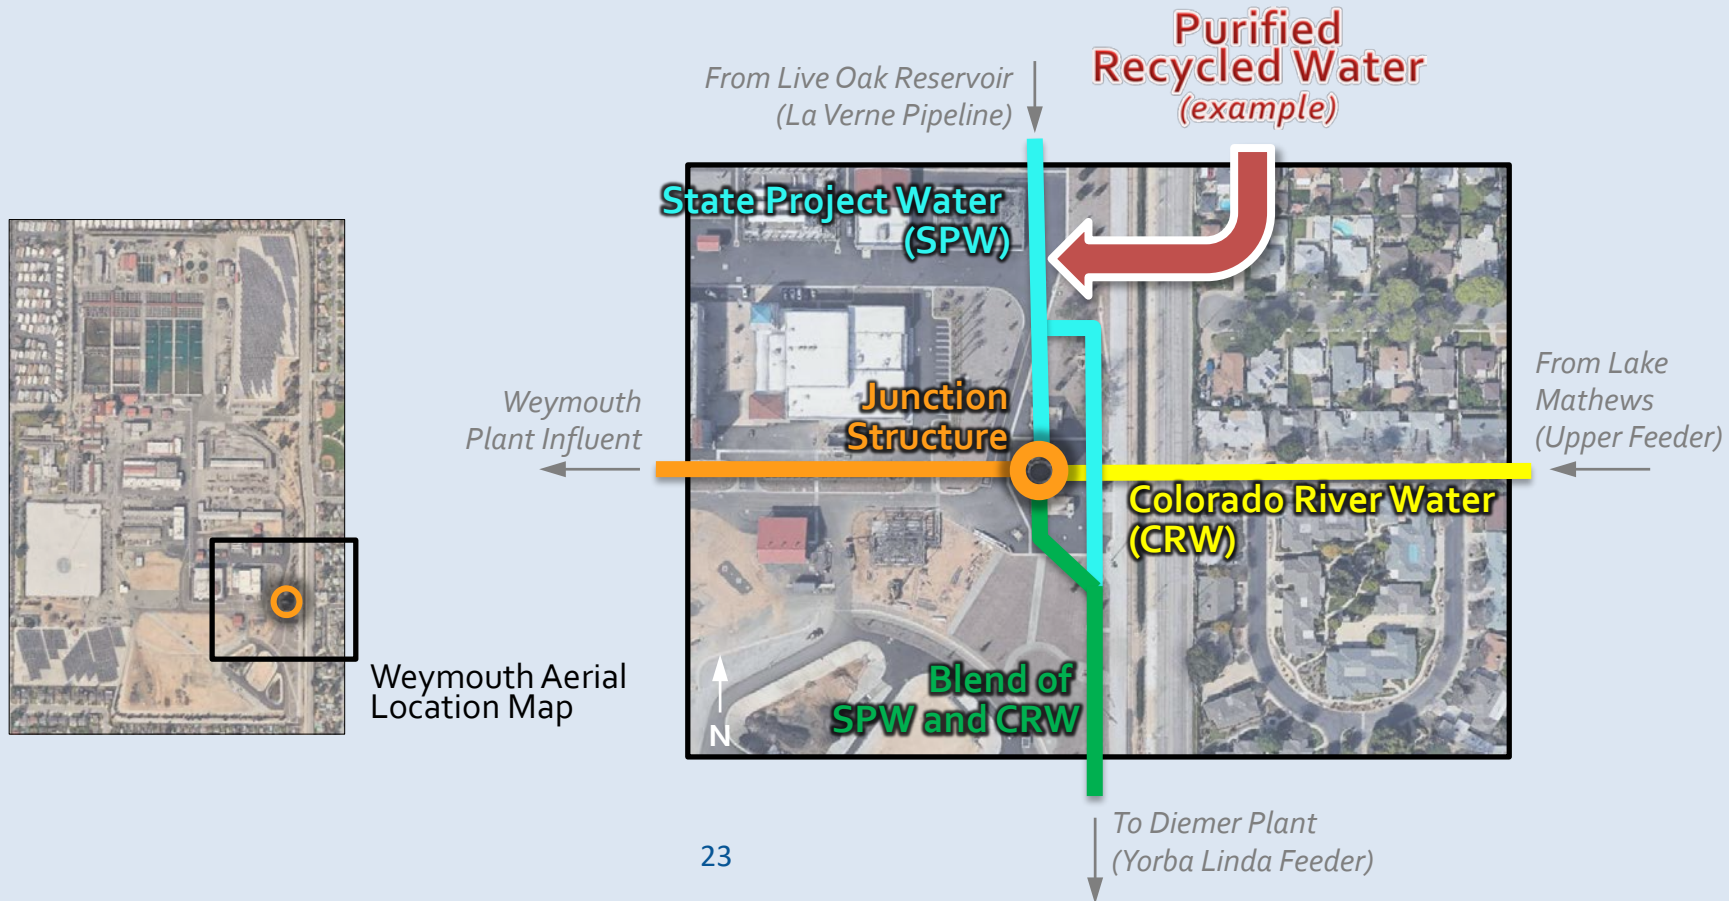 Purified
Recycled Water
(example)
From Live Oak Reservoir
(La Verne Pipeline)
State Project Water
(SPW)
Junction
Structure
Weymouth
Plant Influent
From Lake
Mathews
(Upper Feeder)
Colorado River Water
(CRW)
Weymouth Aerial
Location Map
Blend of
SPW and CRW
N
To Diemer Plant
(Yorba Linda Feeder)
23